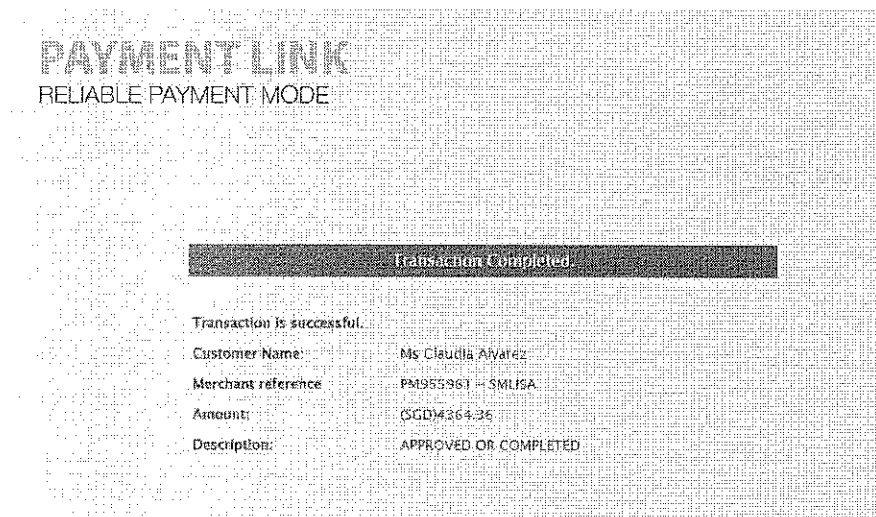 PAYMENT LINK
RELIABLE PAYMENT MODE
Transaction Completed
Transaction is successful.
Customer Name: Ms Claudia Alvarez
Merchant reference PM955961 – SMLISA
Amount: (SGD)4364.36
Description: APPROVED OR COMPLETED